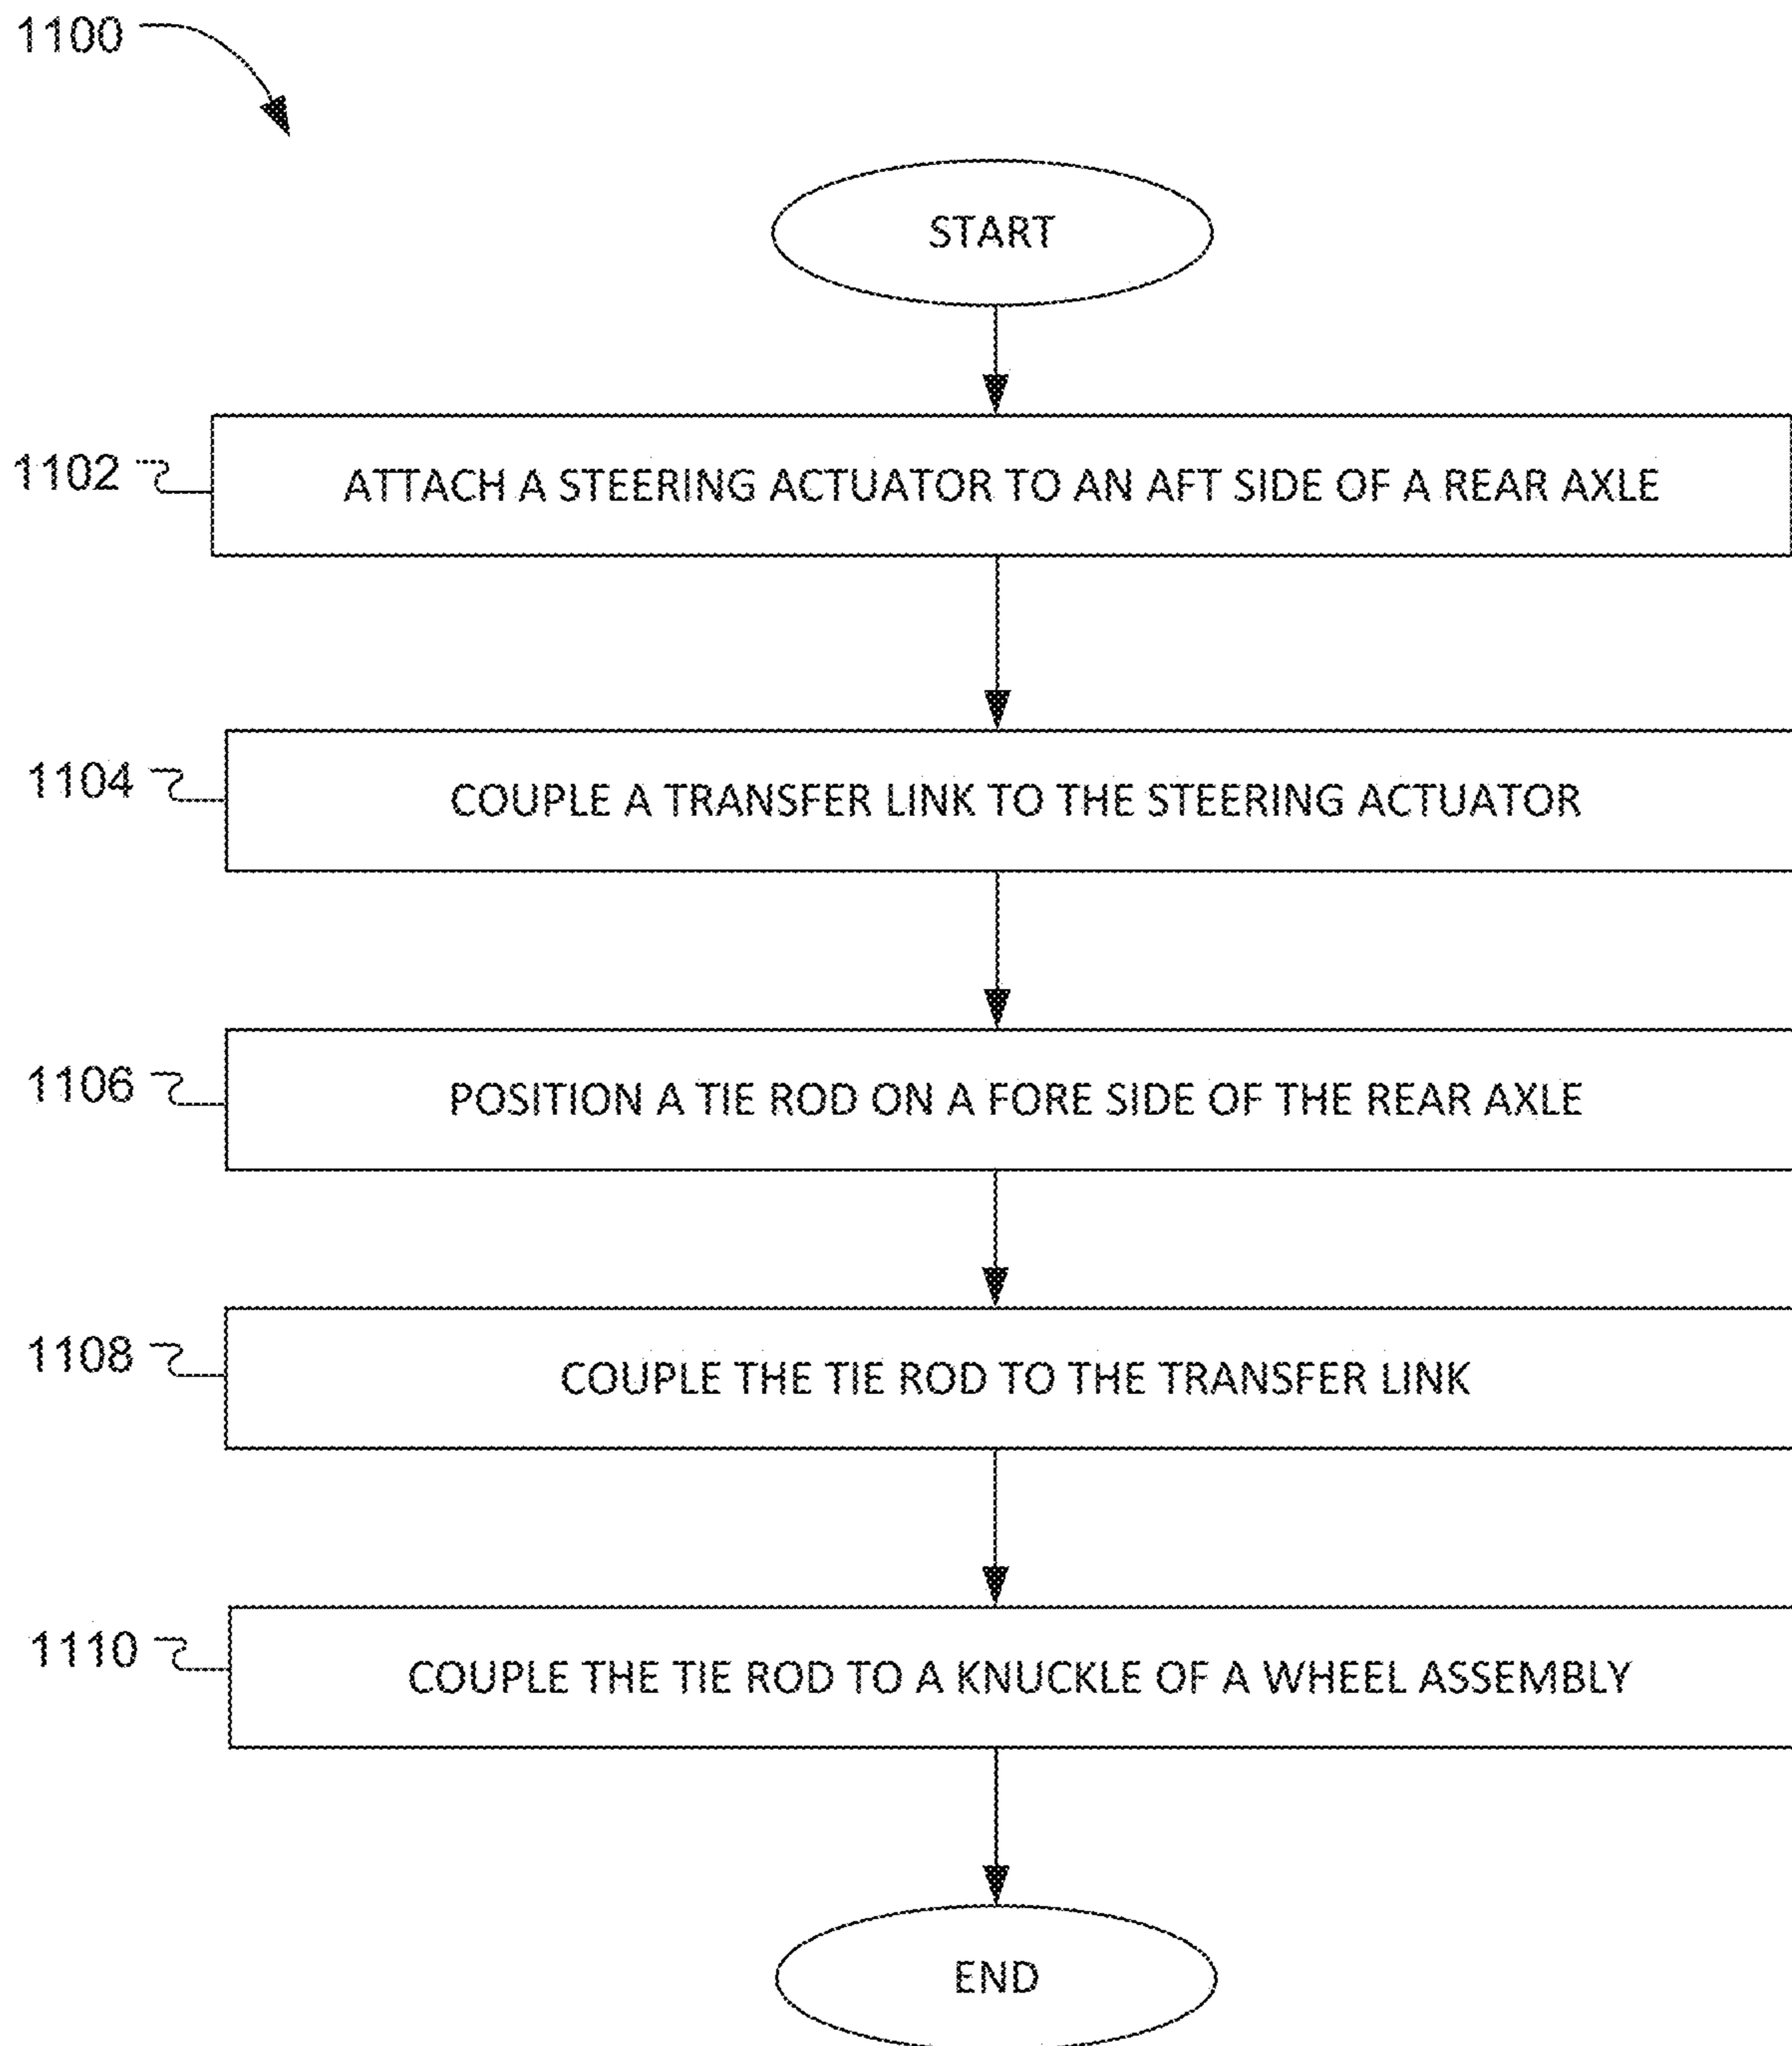 1100
START
1102
ATTACH A STEERING ACTUATOR TO AN AFT SIDE OF A REAR AXLE
1104
COUPLE A TRANSFER LINK TO THE STEERING ACTUATOR
1106
POSITION A TIE ROD ON A FORE SIDE OF THE REAR AXLE
1108
COUPLE THE TIE ROD TO THE TRANSFER LINK
1110
COUPLE THE TIE ROD TO A KNUCKLE OF A WHEEL ASSEMBLY
END